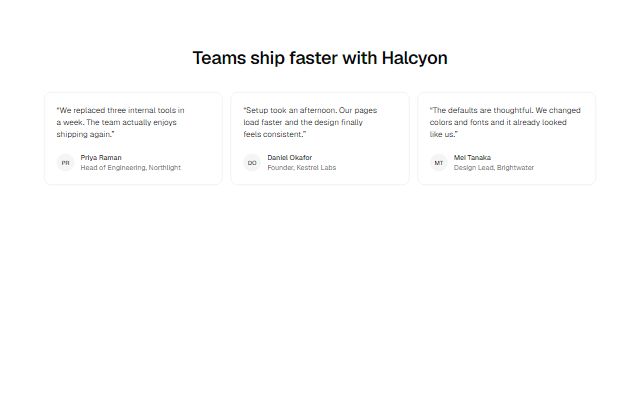 Teams ship faster with Halcyon
“We replaced three internal tools in
a week. The team actually enjoys
shipping again.”
PR
Priya Raman
Head of Engineering, Northlight
“Setup took an afternoon. Our pages
load faster and the design finally
feels consistent.”
DO
Daniel Okafor
Founder, Kestrel Labs
“The defaults are thoughtful. We changed
colors and fonts and it already looked
like us.”
MT
Mei Tanaka
Design Lead, Brightwater